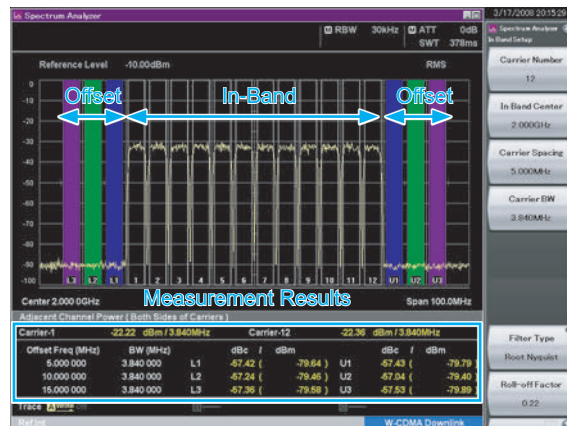 Spectrum Analyzer
3/17/2008 20:15:29
M RBW 30kHz M ATT 0dB
SWT 378ms
Spectrum Analyzer
In Band Setup
Reference Level -10.00dBm RMS
Carrier Number
12
0
-10
-20
-30
-40
-50
-60
-70
-80
-90
-100
Offset In-Band Offset
In Band Center
2.000GHz
Carrier Spacing
5.000MHz
Carrier BW
3.840MHz
L3 L2 L1 1 2 3 4 5 6 7 8 9 10 11 12 U1 U2 U3
Center 2.000 0GHz Measurement Results Span 100.0MHz
Adjacent Channel Power ( Both Sides of Carriers )
Carrier-1 -22.22 dBm / 3.840MHz Carrier-12 -22.36 dBm / 3.840MHz
Offset Freq (MHz) BW (MHz) dBc / dBm dBc / dBm
5.000 000 3.840 000 L1 -57.42 ( -79.64 ) U1 -57.43 ( -79.79 )
10.000 000 3.840 000 L2 -57.24 ( -79.46 ) U2 -57.04 ( -79.40 )
15.000 000 3.840 000 L3 -57.36 ( -79.58 ) U3 -57.53 ( -79.89 )
Filter Type
Root Nyquist
Roll-off Factor
0.22
Trace A
Ref.Int W-CDMA Downlink